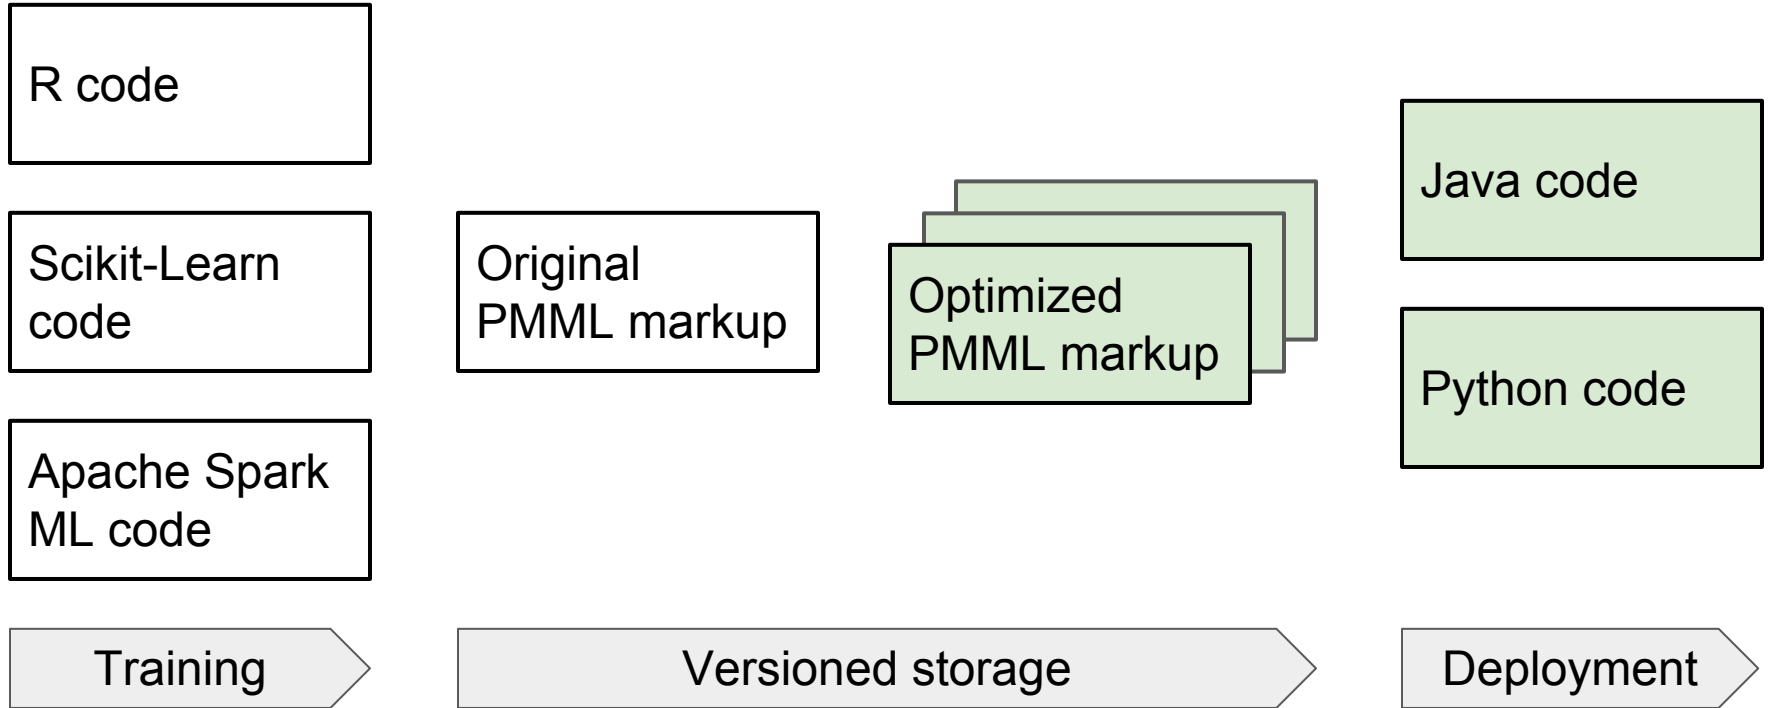 R code
Scikit-Learn
code
Apache Spark
ML code
Original
PMML markup
Optimized
PMML markup
Java code
Python code
Training
Versioned storage
Deployment